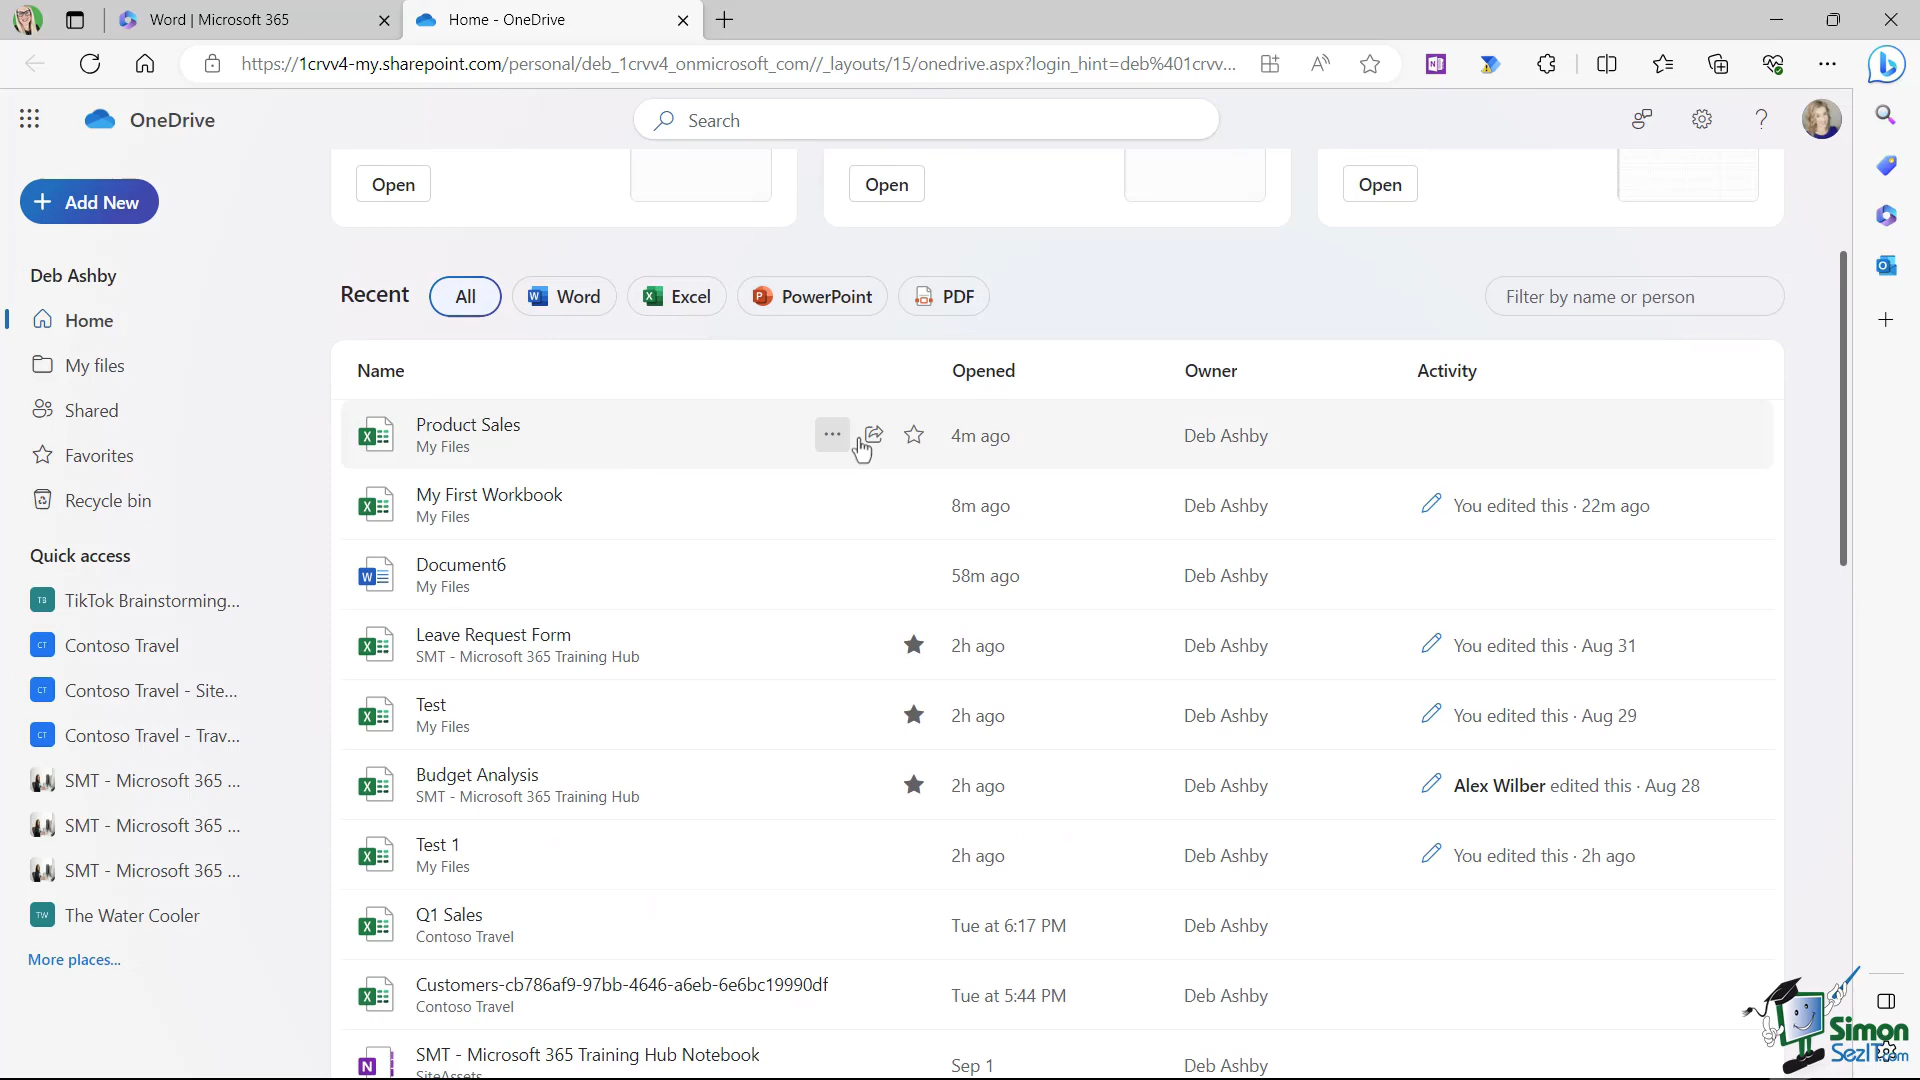 Word | Microsoft 365
Home - OneDrive
https://1crvv4-my.sharepoint.com/personal/deb_1crvv4_onmicrosoft_com//_layouts/15/onedrive.aspx?login_hint=deb%401crvv...
OneDrive
Search
Add New
Open
Open
Open
Deb Ashby
Home
My files
Shared
Favorites
Recycle bin
Quick access
TB TikTok Brainstorming...
CT Contoso Travel
CT Contoso Travel - Site...
CT Contoso Travel - Trav...
SMT - Microsoft 365 ...
SMT - Microsoft 365 ...
SMT - Microsoft 365 ...
TW The Water Cooler
More places...
Recent All Word Excel PowerPoint PDF Filter by name or person
Name Opened Owner Activity
Product Sales
My Files
4m ago Deb Ashby
My First Workbook
My Files
8m ago Deb Ashby You edited this · 22m ago
Document6
My Files
58m ago Deb Ashby
Leave Request Form
SMT - Microsoft 365 Training Hub
2h ago Deb Ashby You edited this · Aug 31
Test
My Files
2h ago Deb Ashby You edited this · Aug 29
Budget Analysis
SMT - Microsoft 365 Training Hub
2h ago Deb Ashby Alex Wilber edited this · Aug 28
Test 1
My Files
2h ago Deb Ashby You edited this · 2h ago
Q1 Sales
Contoso Travel
Tue at 6:17 PM Deb Ashby
Customers-cb786af9-97bb-4646-a6eb-6e6bc19990df
Contoso Travel
Tue at 5:44 PM Deb Ashby
SMT - Microsoft 365 Training Hub Notebook
SiteAssets
Sep 1 Deb Ashby
Simon
SezIT.com